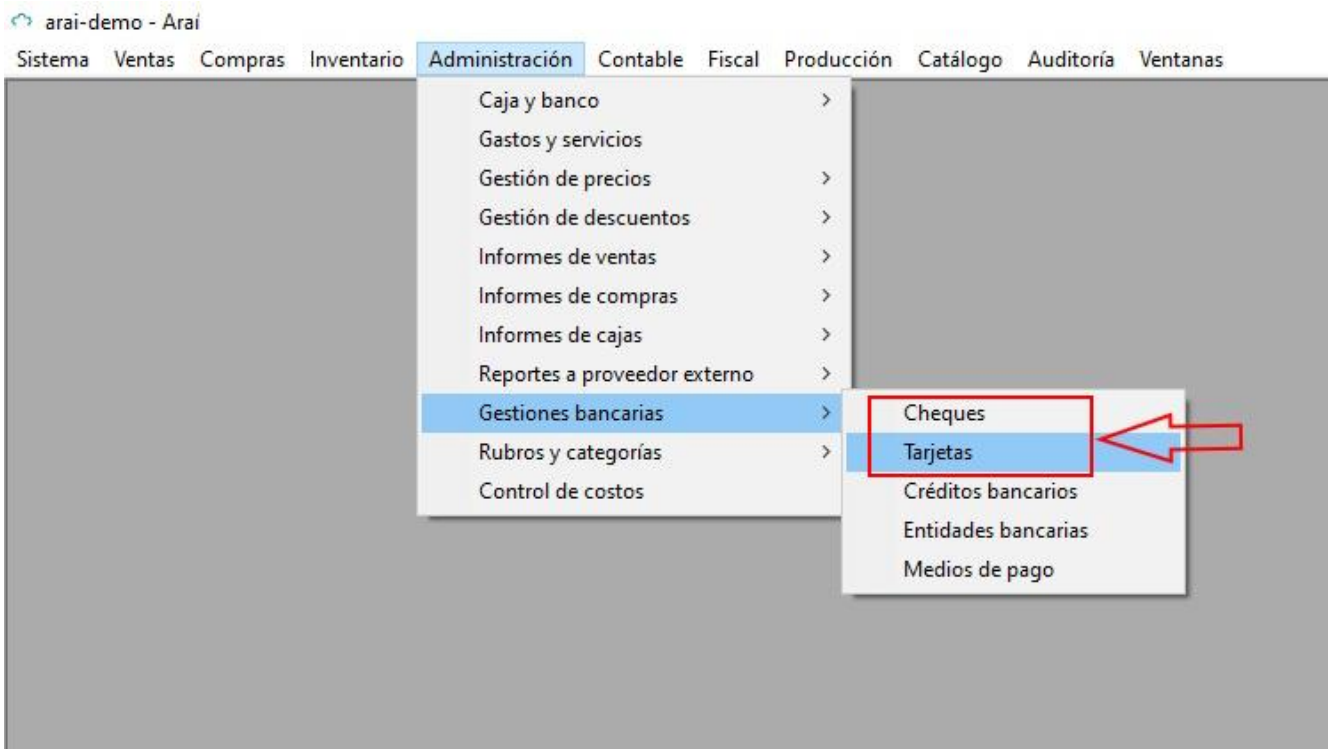 arai-demo - Araí
Sistema Ventas Compras Inventario Administración Contable Fiscal Producción Catálogo Auditoría Ventanas
Caja y banco
Gastos y servicios
Gestión de precios
Gestión de descuentos
Informes de ventas
Informes de compras
Informes de cajas
Reportes a proveedor externo
Gestiones bancarias
Rubros y categorías
Control de costos
Cheques
Tarjetas
Créditos bancarios
Entidades bancarias
Medios de pago